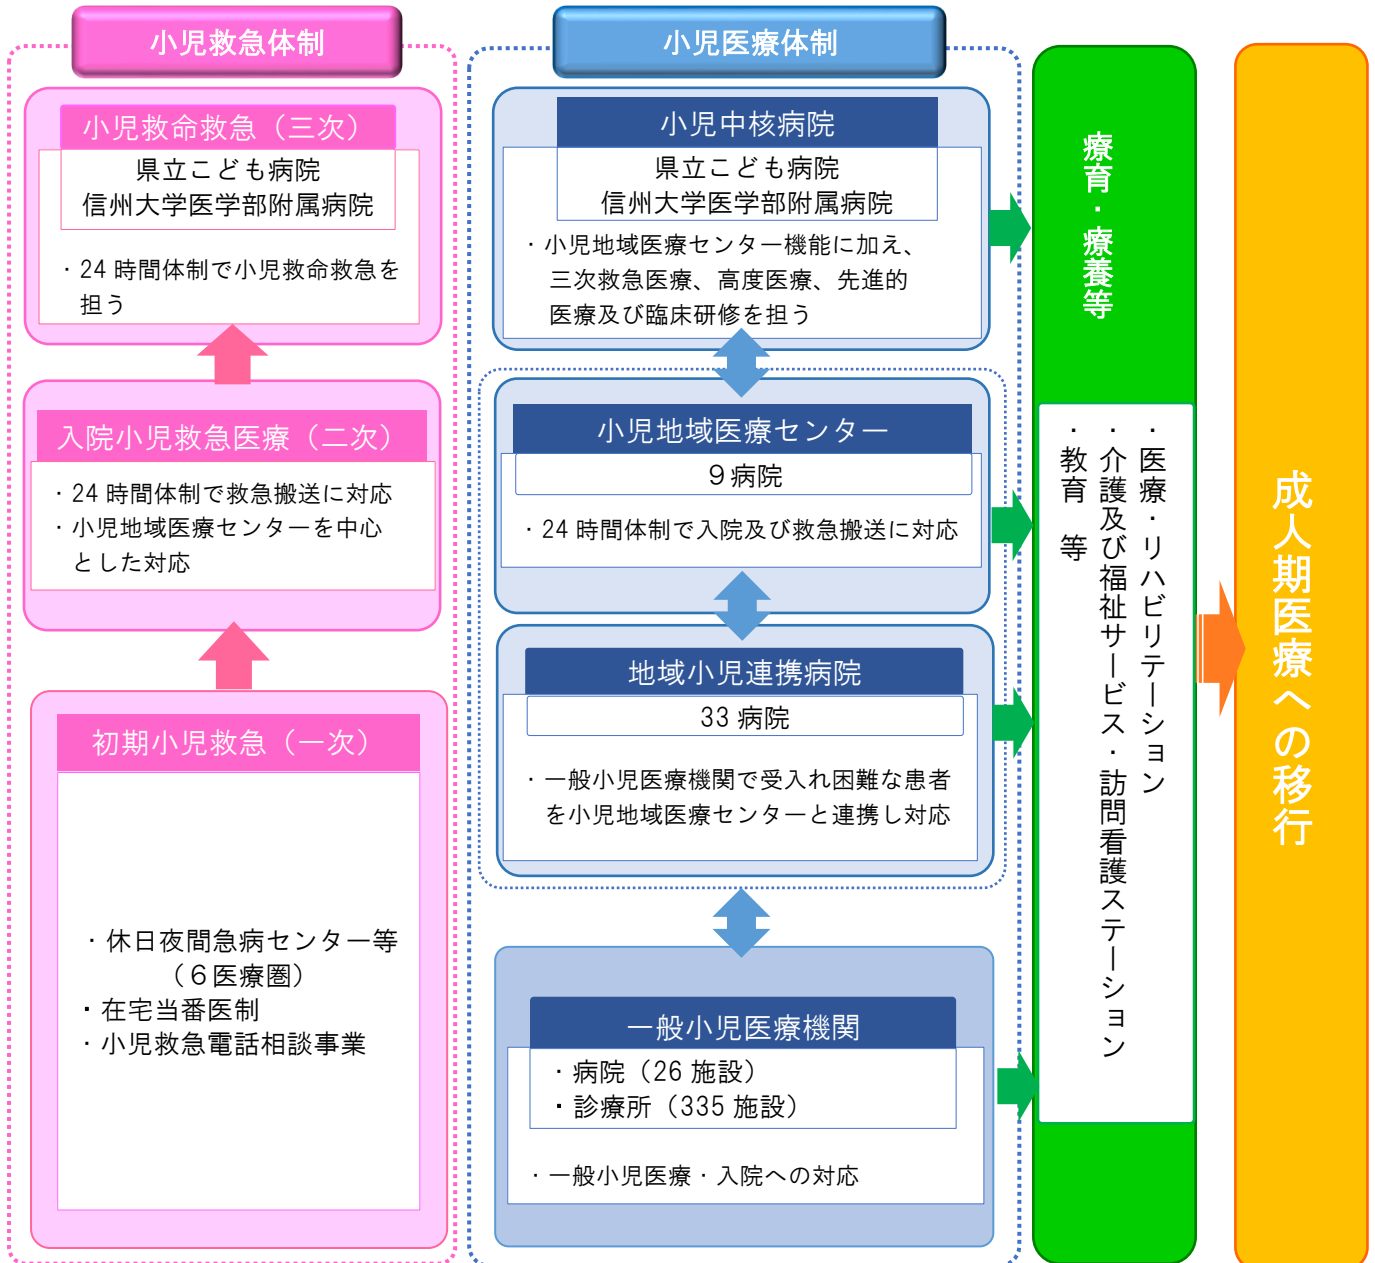 小児救急体制
小児救命救急（三次）
県立こども病院
信州大学医学部附属病院
・24時間体制で小児救命救急を
担う
入院小児救急医療（二次）
・24時間体制で救急搬送に対応
・小児地域医療センターを中心
とした対応
初期小児救急（一次）
・休日夜間急病センター等
（６医療圏）
・在宅当番医制
・小児救急電話相談事業
小児医療体制
小児中核病院
県立こども病院
信州大学医学部附属病院
・小児地域医療センター機能に加え、
三次救急医療、高度医療、先進的
医療及び臨床研修を担う
小児地域医療センター
９病院
・24時間体制で入院及び救急搬送に対応
地域小児連携病院
33病院
・一般小児医療機関で受入れ困難な患者
を小児地域医療センターと連携し対応
一般小児医療機関
・病院（26施設）
・診療所（335施設）
・一般小児医療・入院への対応
療育・療養等
・医療・リハビリテーション
・介護及び福祉サービス・訪問看護ステーション
・教育　等
成人期医療への移行